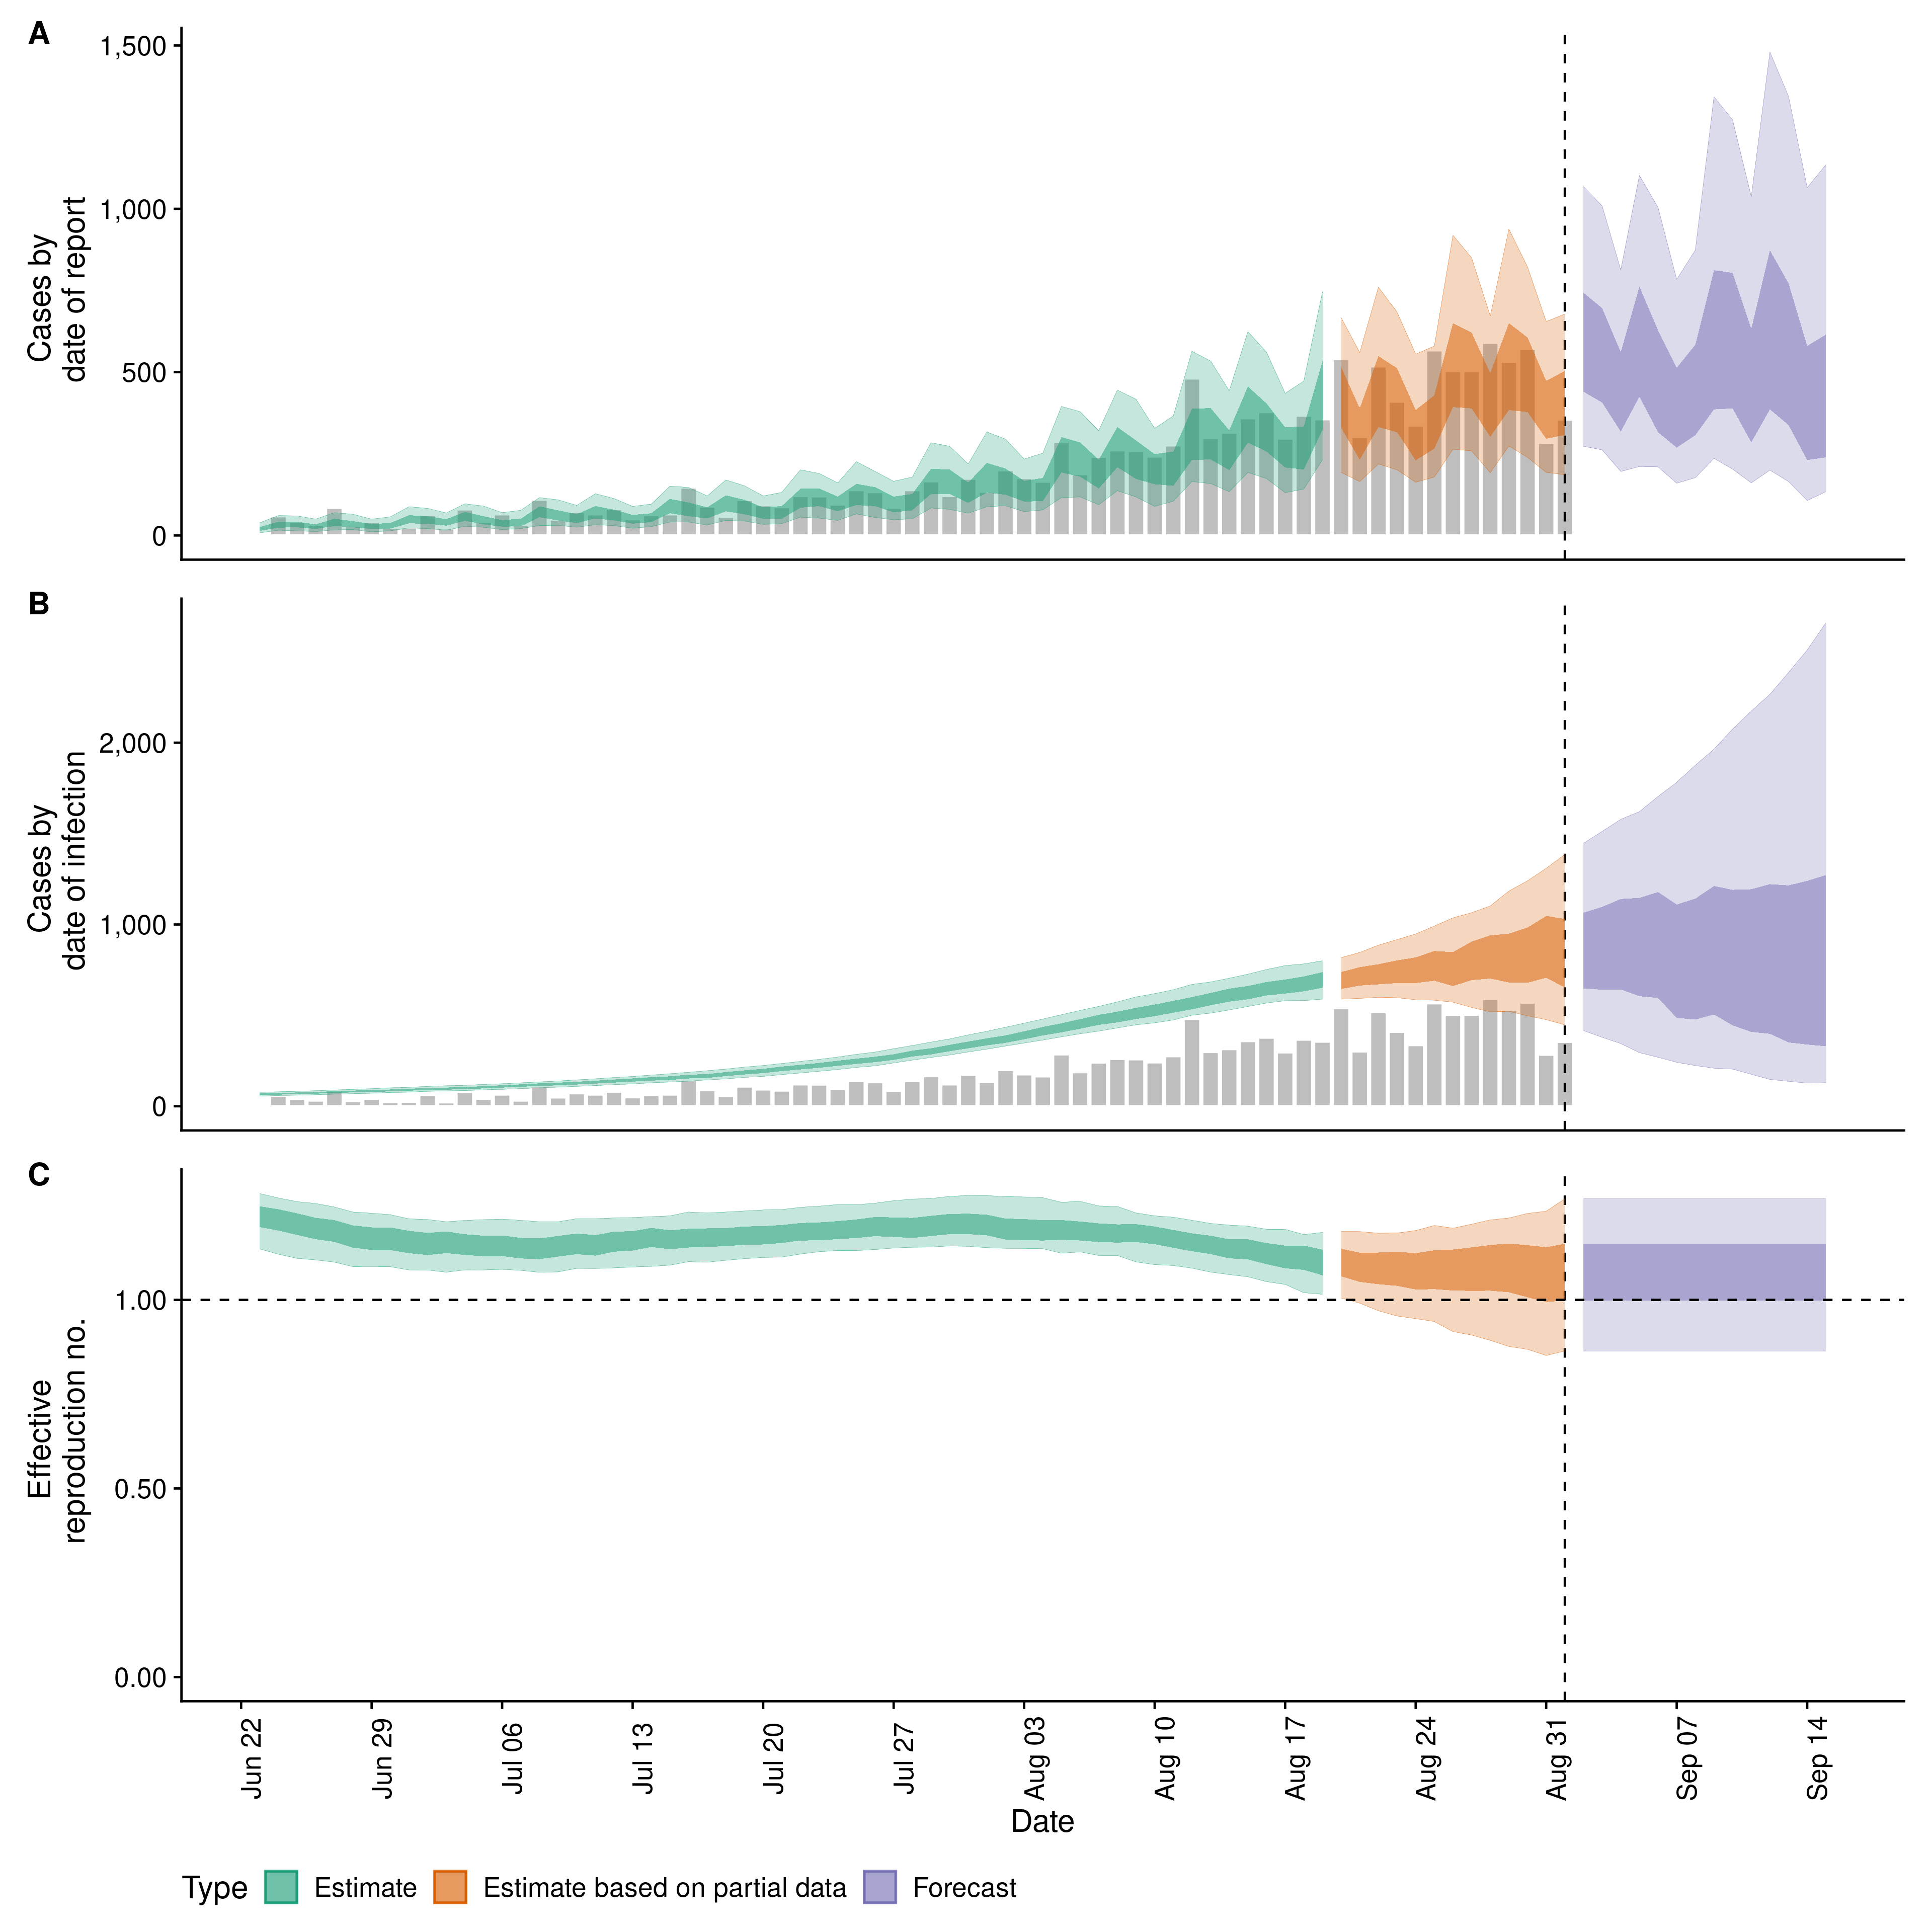 A
1,500
1,000
500
0
Cases by
date of report
B
2,000
1,000
0
Cases by
date of infection
C
1.00
0.50
0.00
Effective
reproduction no.
Jun 22
Jun 29
Jul 06
Jul 13
Jul 20
Jul 27
Aug 03
Aug 10
Aug 17
Aug 24
Aug 31
Sep 07
Sep 14
Date
Type Estimate Estimate based on partial data Forecast